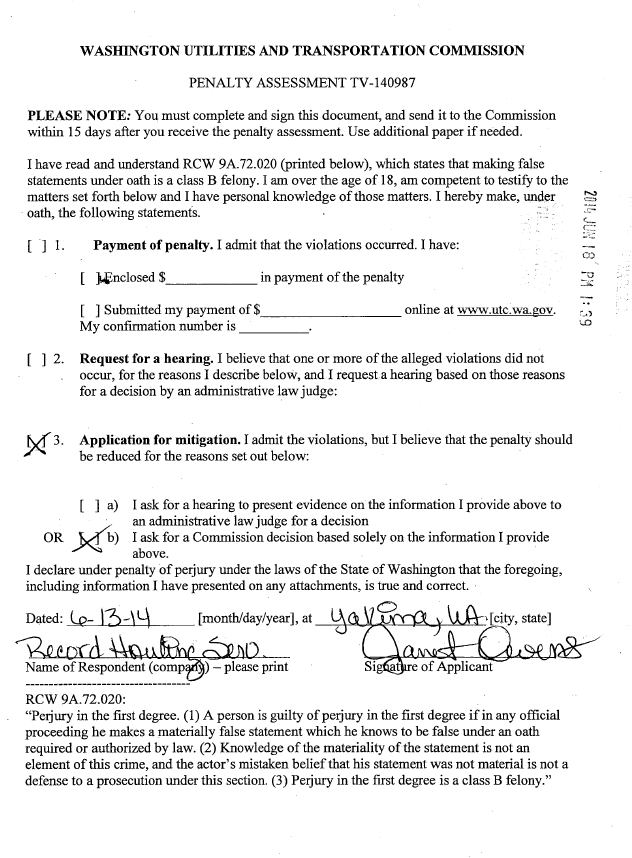 WASHINGTON UTILITIES AND TRANSPORTATION COMMISSION
PENALTY ASSESSMENT TV-140987
PLEASE NOTE: You must complete and sign this document, and send it to the Commission
within 15 days after you receive the penalty assessment. Use additional paper if needed.
I have read and understand RCW 9A.72.020 (printed below), which states that making false
statements under oath is a class B felony. I am over the age of 18, am competent to testify to the
matters set forth below and I have personal knowledge of those matters. I hereby make, under
oath, the following statements.
2014 JUN 18 PM 1:39
[ ] 1. Payment of penalty. I admit that the violations occurred. I have:
[ ] Enclosed $____________ in payment of the penalty
[ ] Submitted my payment of $___________________ online at www.utc.wa.gov.
My confirmation number is _________.
[ ] 2. Request for a hearing. I believe that one or more of the alleged violations did not
occur, for the reasons I describe below, and I request a hearing based on those reasons
for a decision by an administrative law judge:
[X] 3. Application for mitigation. I admit the violations, but I believe that the penalty should
be reduced for the reasons set out below:
[ ] a) I ask for a hearing to present evidence on the information I provide above to
an administrative law judge for a decision
OR [X] b) I ask for a Commission decision based solely on the information I provide
above.
I declare under penalty of perjury under the laws of the State of Washington that the foregoing,
including information I have presented on any attachments, is true and correct.
Dated: 6-13-14 [month/day/year], at Yakima, WA [city, state]
Record Hauling Serv Janet Owens
Name of Respondent (company) – please print Signature of Applicant
-----------------------------------
RCW 9A.72.020:
"Perjury in the first degree. (1) A person is guilty of perjury in the first degree if in any official
proceeding he makes a materially false statement which he knows to be false under an oath
required or authorized by law. (2) Knowledge of the materiality of the statement is not an
element of this crime, and the actor's mistaken belief that his statement was not material is not a
defense to a prosecution under this section. (3) Perjury in the first degree is a class B felony."